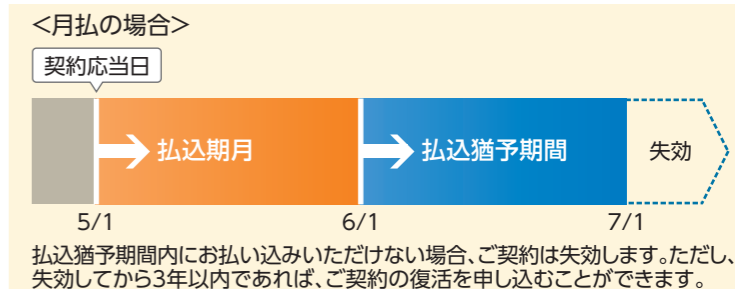 ＜月払の場合＞
契約応当日
払込期月
払込猶予期間
失効
5/1
6/1
7/1
払込猶予期間内にお払い込みいただけない場合、ご契約は失効します。ただし、
失効してから3年以内であれば、ご契約の復活を申し込むことができます。